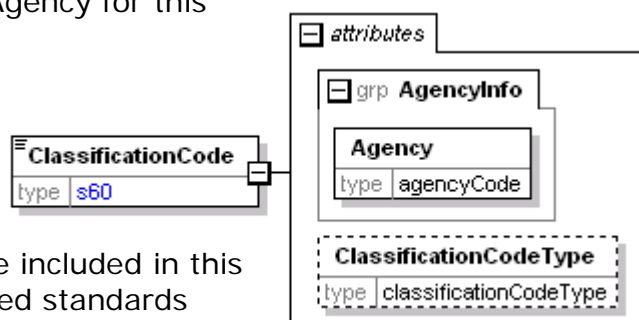 Agency for this
attributes
grp AgencyInfo
Agency
type agencyCode
ClassificationCode
type s60
e included in this
ed standards
ClassificationCodeType
type classificationCodeType